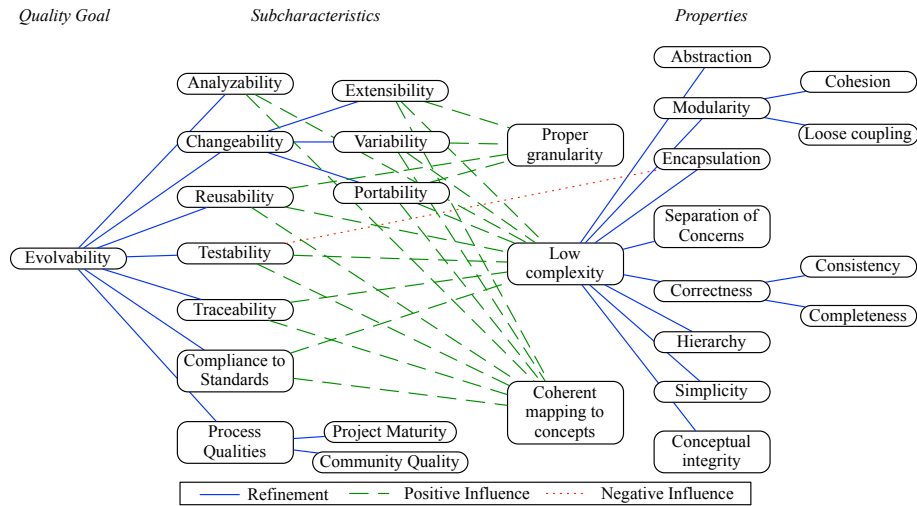 Quality Goal
Subcharacteristics
Properties
Evolvability
Analyzability
Changeability
Reusability
Testability
Traceability
Compliance to
Standards
Process
Qualities
Extensibility
Variability
Portability
Project Maturity
Community Quality
Proper
granularity
Low
complexity
Coherent
mapping to
concepts
Abstraction
Modularity
Encapsulation
Separation of
Concerns
Correctness
Hierarchy
Simplicity
Conceptual
integrity
Cohesion
Loose coupling
Consistency
Completeness
Refinement
Positive Influence
Negative Influence